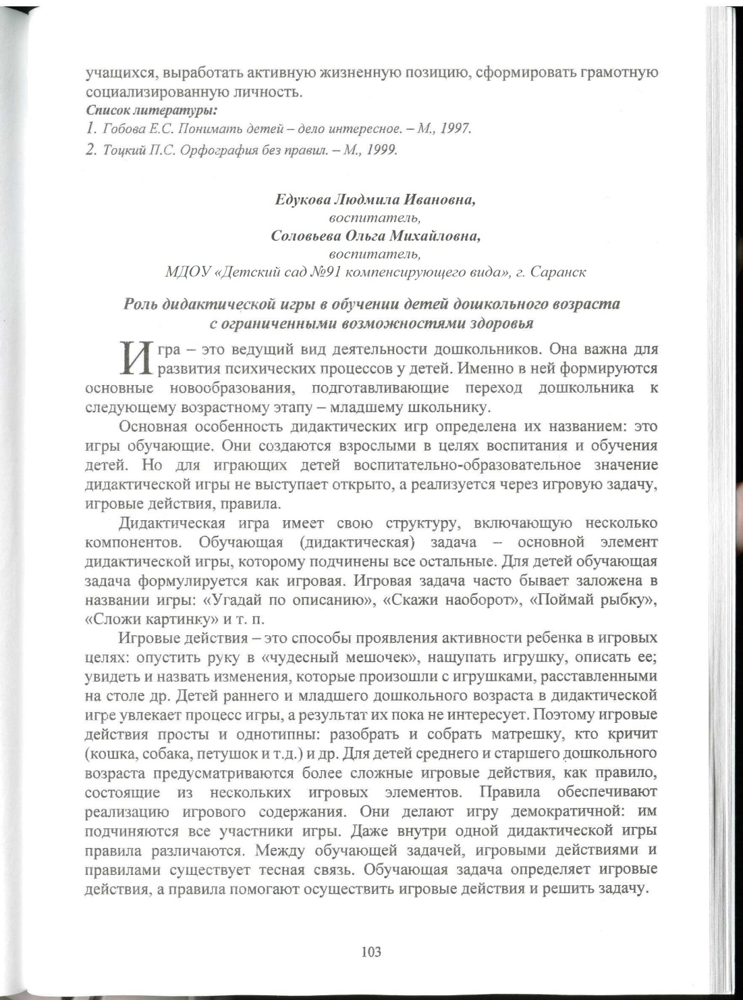 учащихся, выработать активную жизненную позицию, сформировать грамотную
социализированную личность.
Список литературы:
1. Гобова Е.С. Понимать детей – дело интересное. – М., 1997.
2. Тоцкий П.С. Орфография без правил. – М., 1999.
Едукова Людмила Ивановна,
воспитатель,
Соловьева Ольга Михайловна,
воспитатель,
МДОУ «Детский сад №91 компенсирующего вида», г. Саранск
Роль дидактической игры в обучении детей дошкольного возраста
с ограниченными возможностями здоровья
Игра – это ведущий вид деятельности дошкольников. Она важна для
развития психических процессов у детей. Именно в ней формируются
основные новообразования, подготавливающие переход дошкольника к
следующему возрастному этапу – младшему школьнику.
Основная особенность дидактических игр определена их названием: это
игры обучающие. Они создаются взрослыми в целях воспитания и обучения
детей. Но для играющих детей воспитательно-образовательное значение
дидактической игры не выступает открыто, а реализуется через игровую задачу,
игровые действия, правила.
Дидактическая игра имеет свою структуру, включающую несколько
компонентов. Обучающая (дидактическая) задача – основной элемент
дидактической игры, которому подчинены все остальные. Для детей обучающая
задача формулируется как игровая. Игровая задача часто бывает заложена в
названии игры: «Угадай по описанию», «Скажи наоборот», «Поймай рыбку»,
«Сложи картинку» и т. п.
Игровые действия – это способы проявления активности ребенка в игровых
целях: опустить руку в «чудесный мешочек», нащупать игрушку, описать ее;
увидеть и назвать изменения, которые произошли с игрушками, расставленными
на столе др. Детей раннего и младшего дошкольного возраста в дидактической
игре увлекает процесс игры, а результат их пока не интересует. Поэтому игровые
действия просты и однотипны: разобрать и собрать матрешку, кто кричит
(кошка, собака, петушок и т.д.) и др. Для детей среднего и старшего дошкольного
возраста предусматриваются более сложные игровые действия, как правило,
состоящие из нескольких игровых элементов. Правила обеспечивают
реализацию игрового содержания. Они делают игру демократичной: им
подчиняются все участники игры. Даже внутри одной дидактической игры
правила различаются. Между обучающей задачей, игровыми действиями и
правилами существует тесная связь. Обучающая задача определяет игровые
действия, а правила помогают осуществить игровые действия и решить задачу.
103